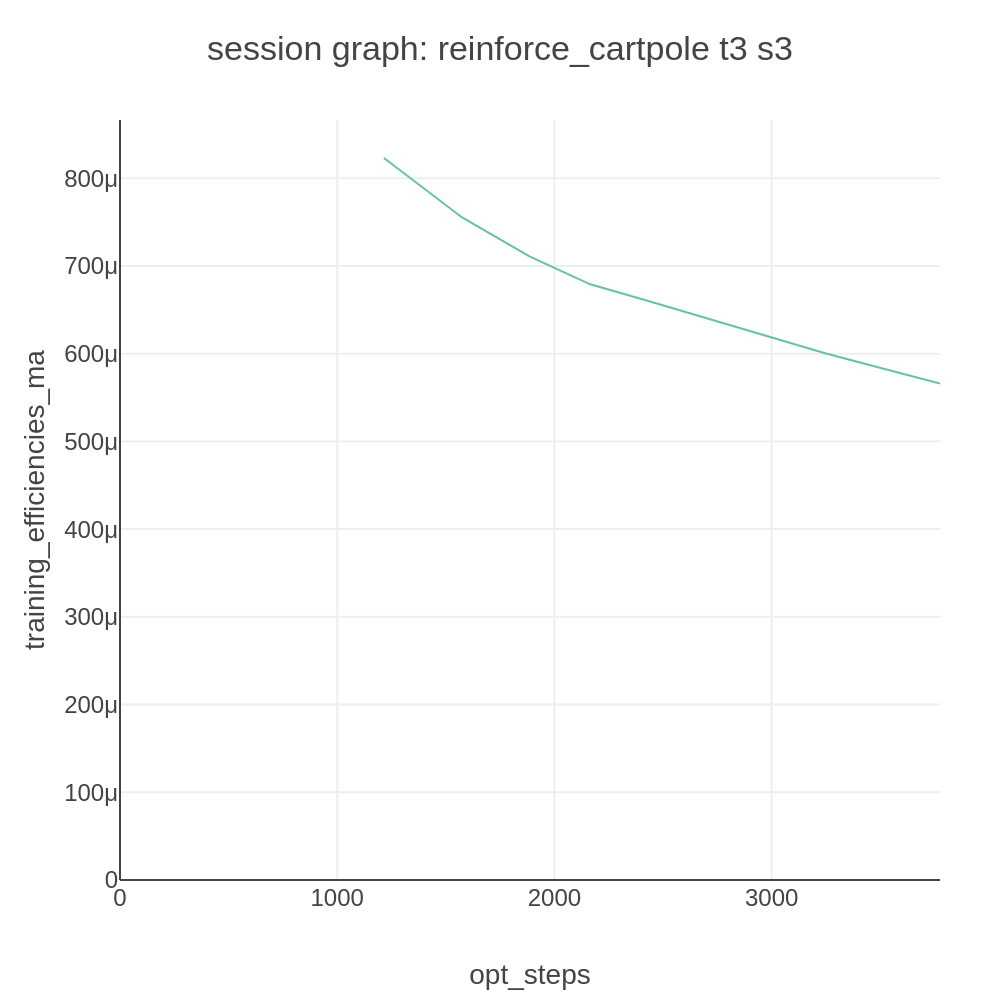 session graph: reinforce_cartpole t3 s3
training_efficiencies_ma
800μ
700μ
600μ
500μ
400μ
300μ
200μ
100μ
0
0 1000 2000 3000
opt_steps